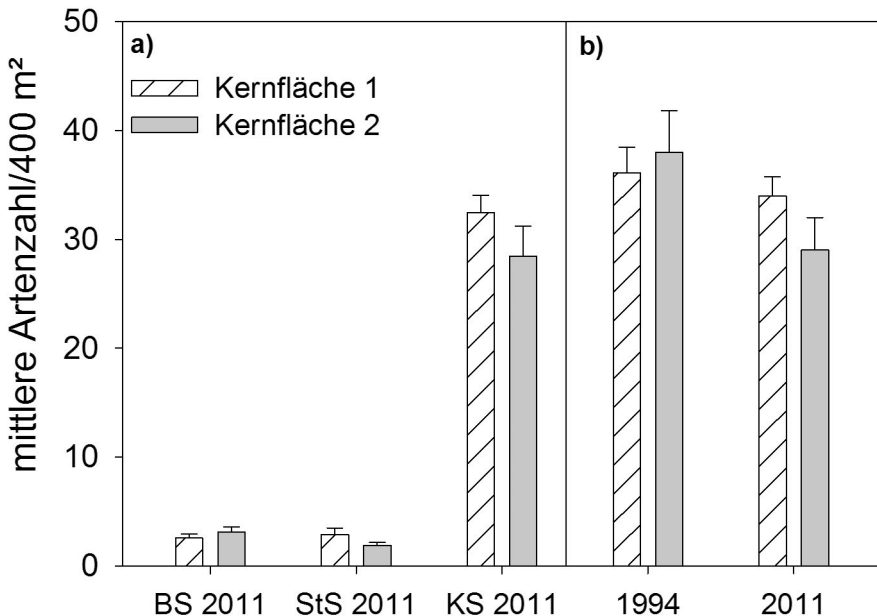 mittlere Artenzahl/400 m²
50
40
30
20
10
0
a)
Kernfläche 1
Kernfläche 2
b)
BS 2011 StS 2011 KS 2011 1994 2011